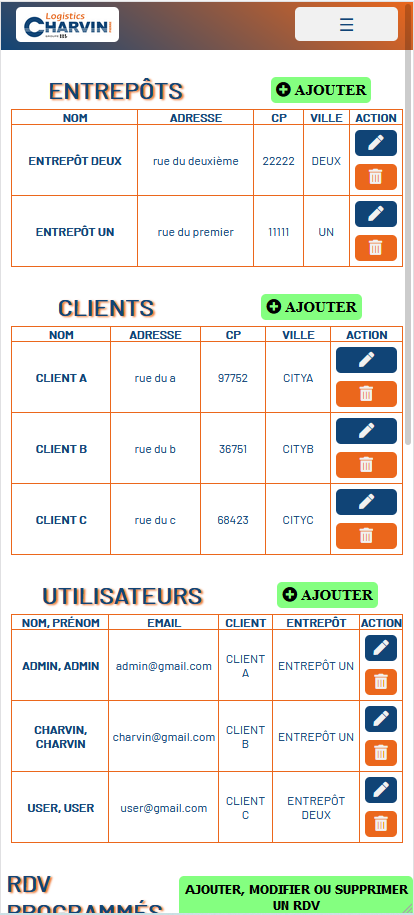 Logistics
CHARVIN
☰
ENTREPÔTS
AJOUTER
NOM ADRESSE CP VILLE ACTION
ENTREPÔT DEUX rue du deuxième 22222 DEUX
ENTREPÔT UN rue du premier 11111 UN
CLIENTS
AJOUTER
NOM ADRESSE CP VILLE ACTION
CLIENT A rue du a 97752 CITYA
CLIENT B rue du b 36751 CITYB
CLIENT C rue du c 68423 CITYC
UTILISATEURS
AJOUTER
NOM, PRÉNOM EMAIL CLIENT ENTREPÔT ACTION
ADMIN, ADMIN admin@gmail.com CLIENT A ENTREPÔT UN
CHARVIN, CHARVIN charvin@gmail.com CLIENT B ENTREPÔT UN
USER, USER user@gmail.com CLIENT C ENTREPÔT DEUX
RDV
PROGRAMMÉS
AJOUTER, MODIFIER OU SUPPRIMER
UN RDV